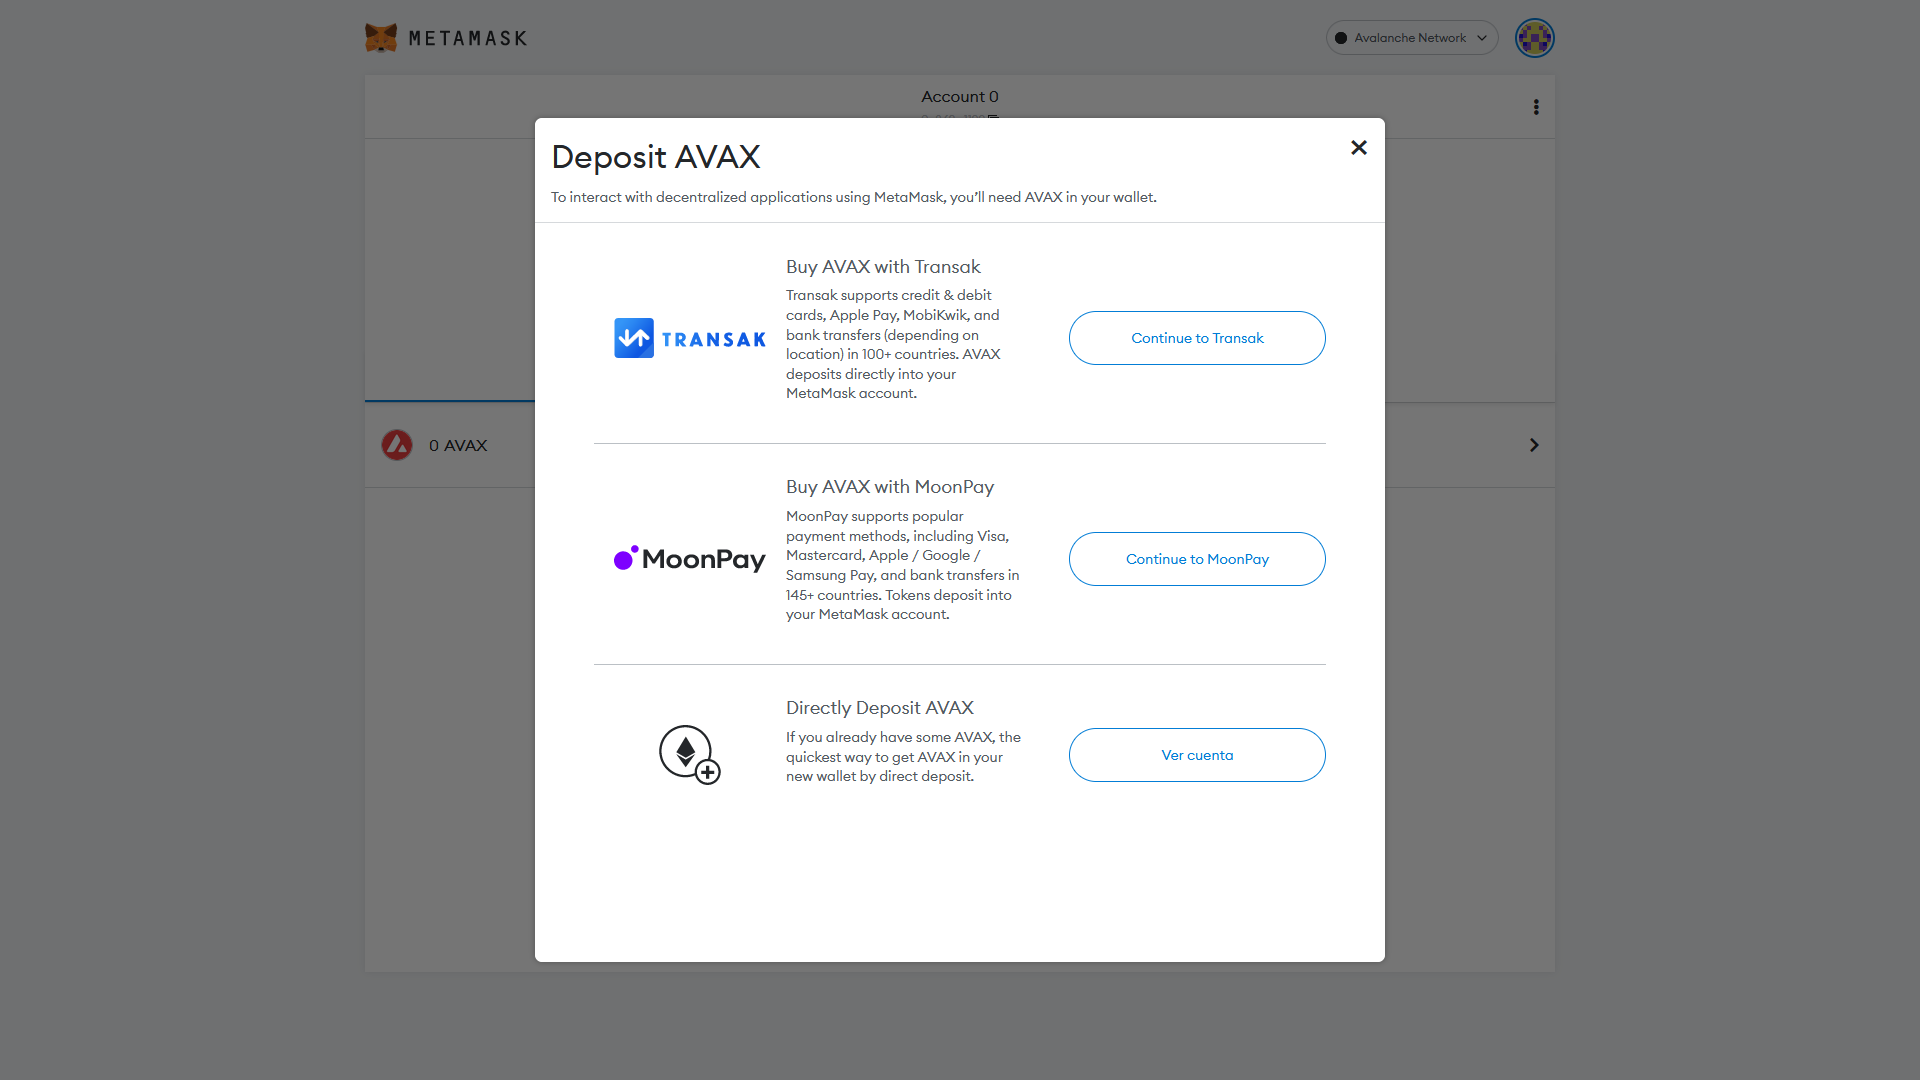 METAMASK
Avalanche Network
Account 0
Deposit AVAX
To interact with decentralized applications using MetaMask, you’ll need AVAX in your wallet.
Buy AVAX with Transak
Transak supports credit & debit
cards, Apple Pay, MobiKwik, and
bank transfers (depending on
location) in 100+ countries. AVAX
deposits directly into your
MetaMask account.
TRANSAK
Continue to Transak
0 AVAX
Buy AVAX with MoonPay
MoonPay supports popular
payment methods, including Visa,
Mastercard, Apple / Google /
Samsung Pay, and bank transfers in
145+ countries. Tokens deposit into
your MetaMask account.
MoonPay
Continue to MoonPay
Directly Deposit AVAX
If you already have some AVAX, the
quickest way to get AVAX in your
new wallet by direct deposit.
Ver cuenta